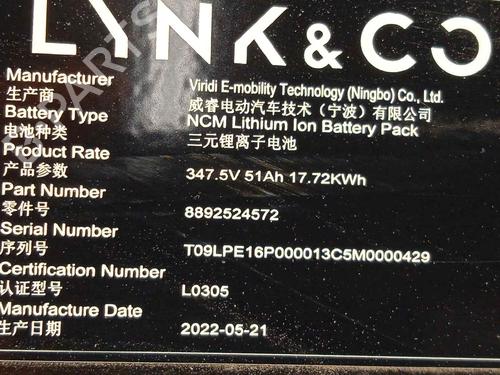 LYNK & CO
Manufacturer Viridi E-mobility Technology (Ningbo) Co., Ltd.
生产商 威睿电动汽车技术（宁波）有限公司
Battery Type NCM Lithium Ion Battery Pack
电池种类 三元锂离子电池
Product Rate
产品参数 347.5V 51Ah 17.72KWh
Part Number
零件号 8892524572
Serial Number
序列号 T09LPE16P000013C5M0000429
Certification Number
认证型号 L0305
Manufacture Date
生产日期 2022-05-21
B-PARTS